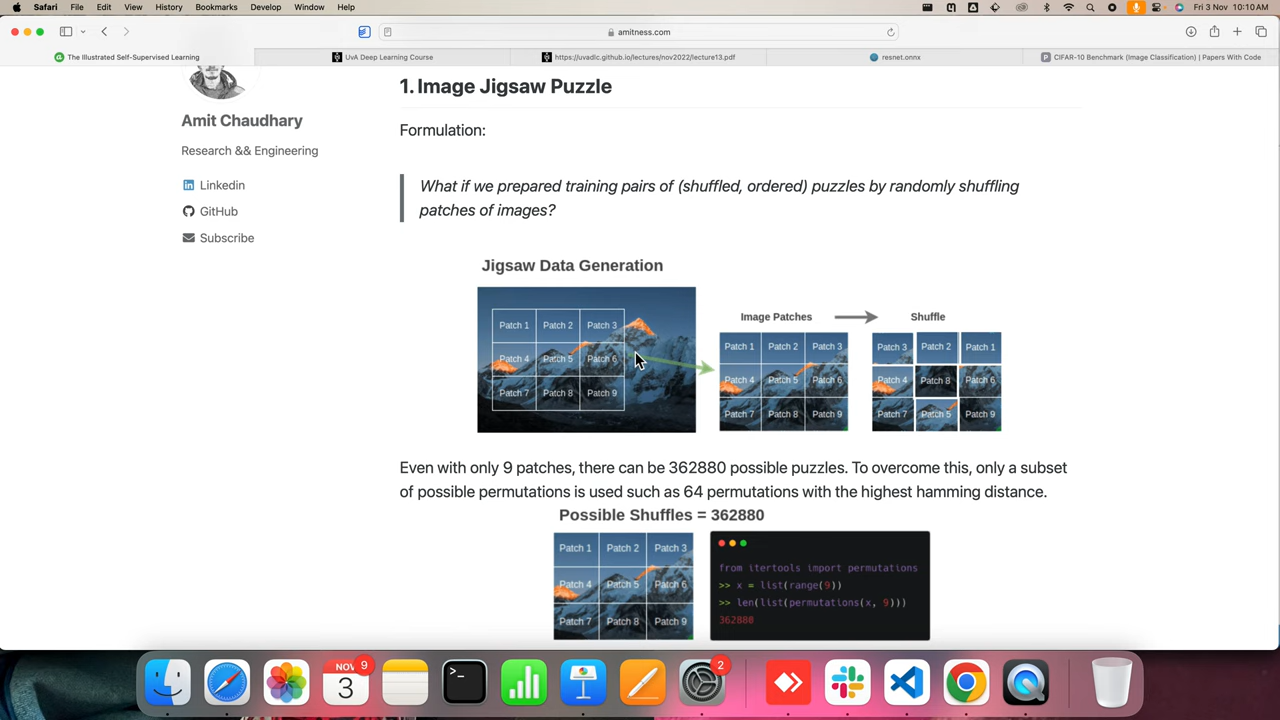 Safari File Edit View History Bookmarks Develop Window Help
Fri 3 Nov 10:10 AM
amitness.com
The Illustrated Self-Supervised Learning
UvA Deep Learning Course
https://uvadlc.github.io/lectures/nov2022/lecture13.pdf
resnet.onnx
CIFAR-10 Benchmark (Image Classification) | Papers With Code
Amit Chaudhary
Research && Engineering
Linkedin
GitHub
Subscribe
1. Image Jigsaw Puzzle
Formulation:
What if we prepared training pairs of (shuffled, ordered) puzzles by randomly shuffling
patches of images?
Jigsaw Data Generation
Patch 1 Patch 2 Patch 3
Patch 4 Patch 5 Patch 6
Patch 7 Patch 8 Patch 9
Image Patches
Patch 1 Patch 2 Patch 3
Patch 4 Patch 5 Patch 6
Patch 7 Patch 8 Patch 9
Shuffle
Patch 3 Patch 2 Patch 1
Patch 4 Patch 8 Patch 6
Patch 7 Patch 5 Patch 9
Even with only 9 patches, there can be 362880 possible puzzles. To overcome this, only a subset
of possible permutations is used such as 64 permutations with the highest hamming distance.
Possible Shuffles = 362880
Patch 1 Patch 2 Patch 3
Patch 4 Patch 5 Patch 6
Patch 7 Patch 8 Patch 9
from itertools import permutations
>> x = list(range(9))
>> len(list(permutations(x, 9)))
362880
NOV
9
3
2